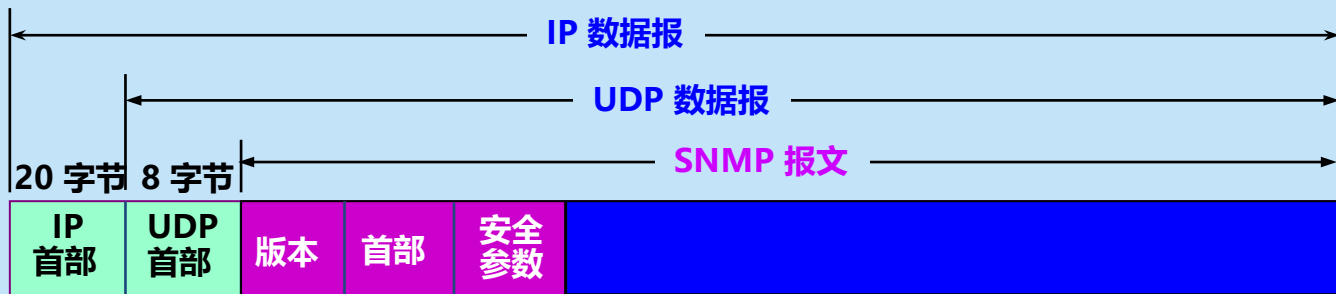 IP 数据报
UDP 数据报
SNMP 报文
20 字节
8 字节
IP
首部
UDP
首部
版本
首部
安全
参数